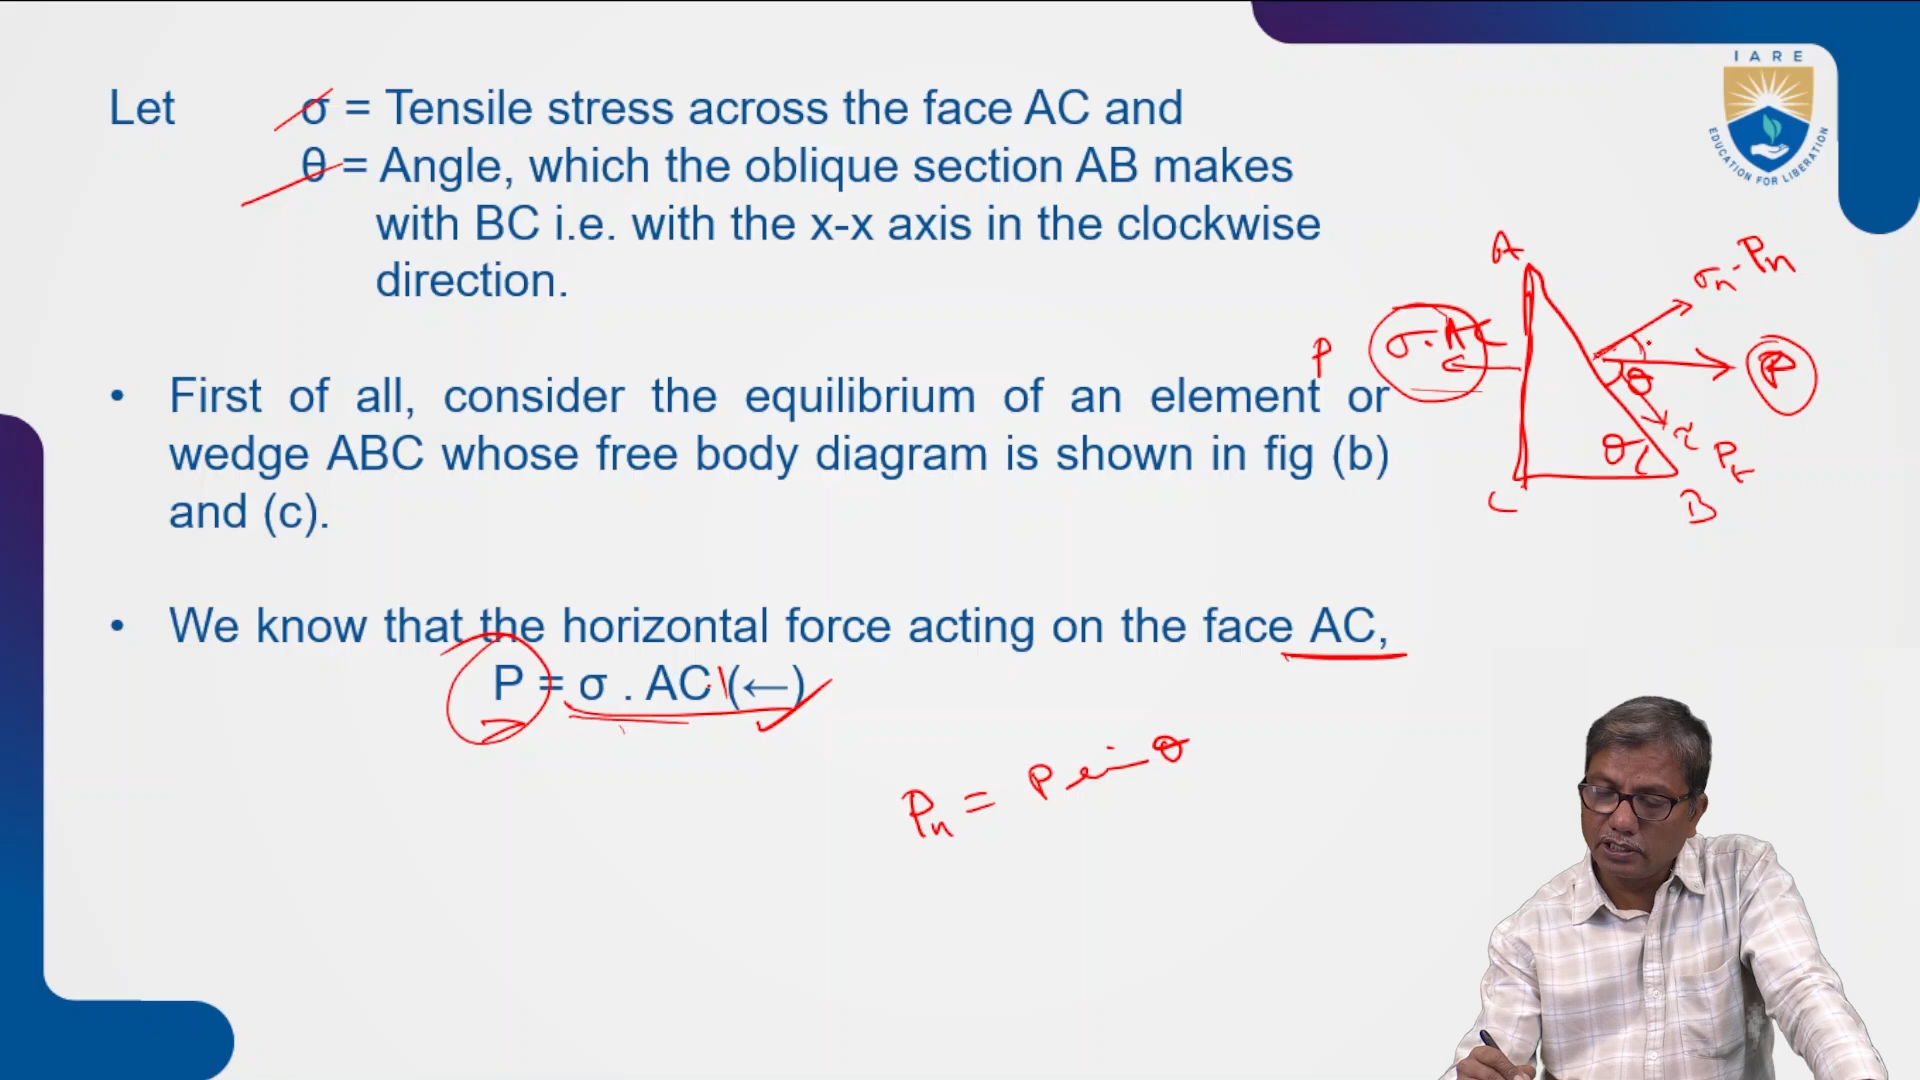 IARE
EDUCATION FOR LIBERATION
Let σ = Tensile stress across the face AC and
θ = Angle, which the oblique section AB makes
with BC i.e. with the x-x axis in the clockwise
direction.
• First of all, consider the equilibrium of an element or
wedge ABC whose free body diagram is shown in fig (b)
and (c).
• We know that the horizontal force acting on the face AC,
P = σ . AC (←)
Pn = P sin θ
A
σn · Pn
P
σ. AC
P
θ
τ
Pt
θ
C
B